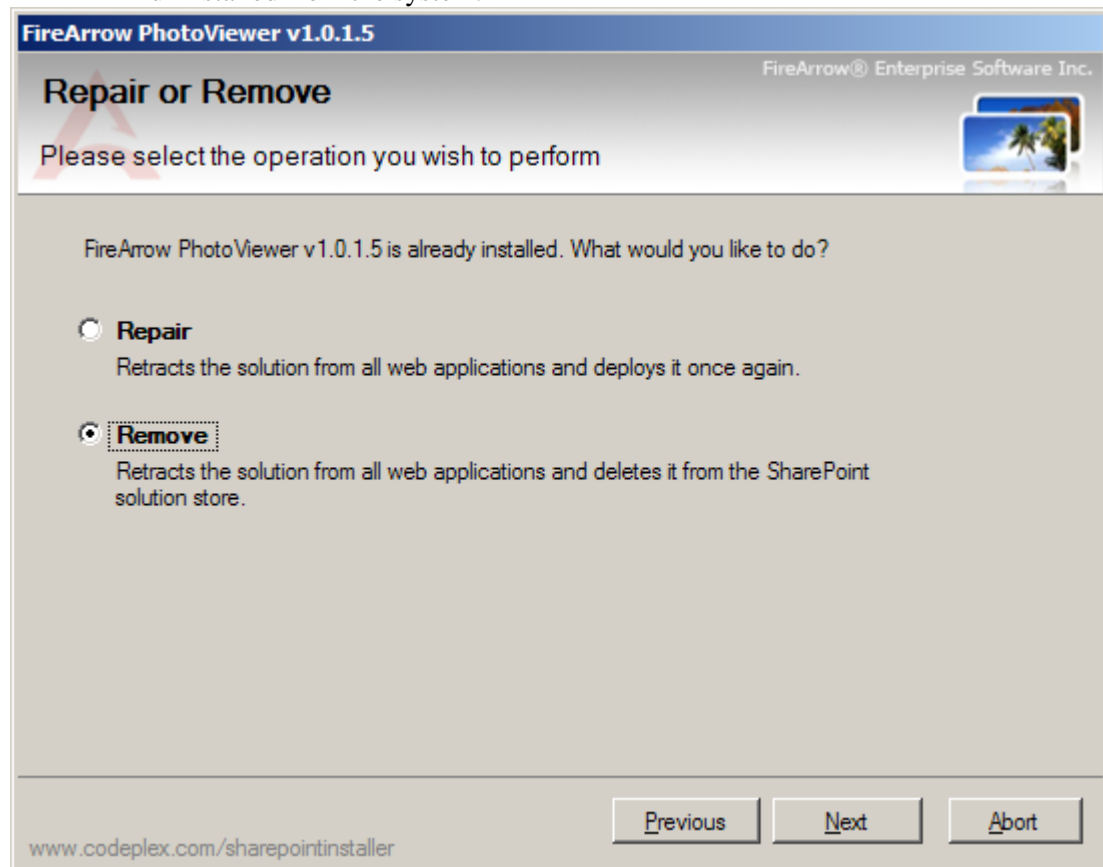 FireArrow PhotoViewer v1.0.1.5
FireArrow® Enterprise Software Inc.
Repair or Remove
Please select the operation you wish to perform
FireArrow PhotoViewer v1.0.1.5 is already installed. What would you like to do?
Repair
Retracts the solution from all web applications and deploys it once again.
Remove
Retracts the solution from all web applications and deletes it from the SharePoint
solution store.
Previous
Next
Abort
www.codeplex.com/sharepointinstaller